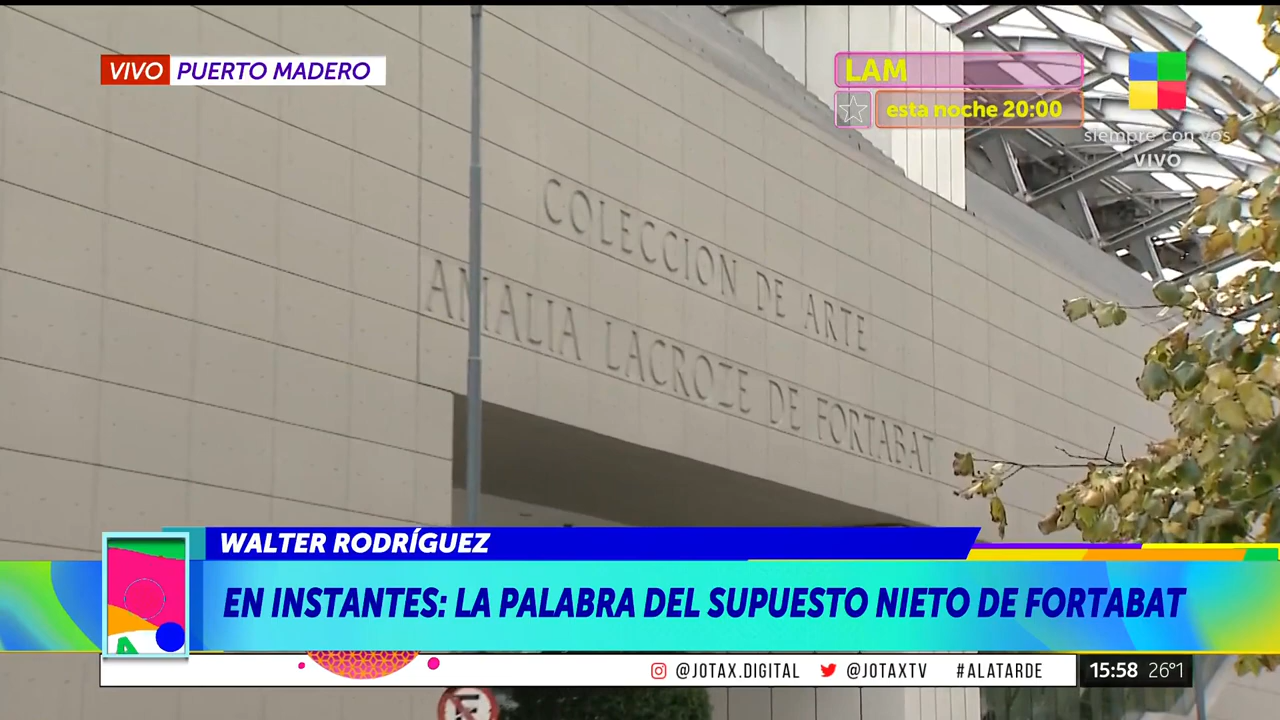 VIVO PUERTO MADERO
LAM
esta noche 20:00
siempre con vos
VIVO
COLECCION DE ARTE
AMALIA LACROZE DE FORTABAT
WALTER RODRÍGUEZ
EN INSTANTES: LA PALABRA DEL SUPUESTO NIETO DE FORTABAT
@JOTAX.DIGITAL @JOTAXTV #ALATARDE 15:58 26°1